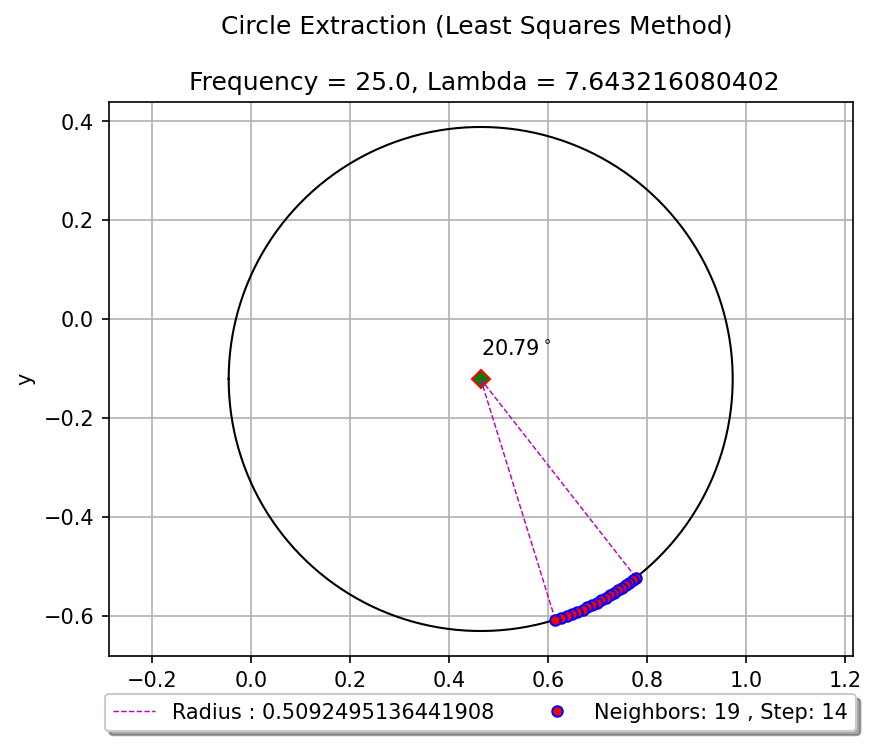 Circle Extraction (Least Squares Method)
Frequency = 25.0, Lambda = 7.643216080402
0.4
0.2
0.0
−0.2
−0.4
−0.6
y
20.79°
−0.2 0.0 0.2 0.4 0.6 0.8 1.0 1.2
Radius : 0.5092495136441908 Neighbors: 19 , Step: 14